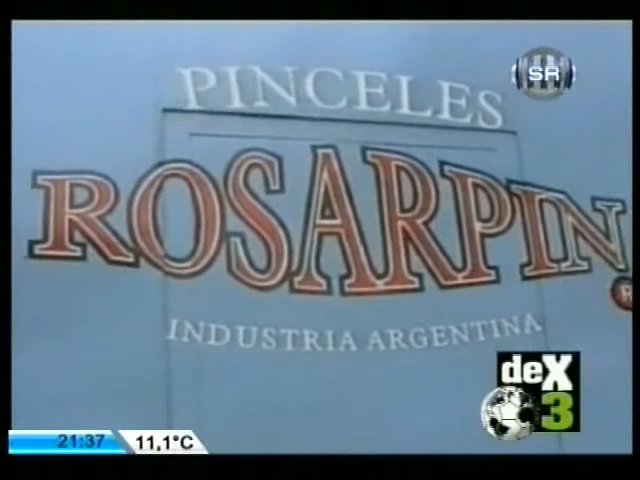 PINCELES
SR
ROSARPIN
R
INDUSTRIA ARGENTINA
deX
3
21:37
11,1°C